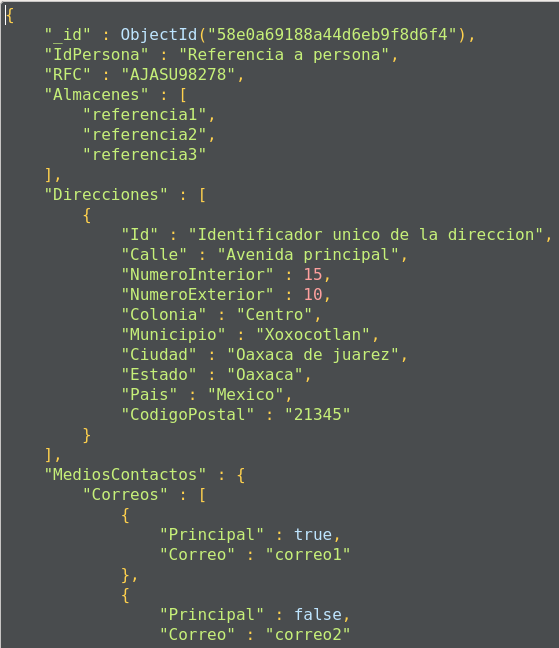 {
    "_id" : ObjectId("58e0a69188a44d6eb9f8d6f4"),
    "IdPersona" : "Referencia a persona",
    "RFC" : "AJASU98278",
    "Almacenes" : [
        "referencia1",
        "referencia2",
        "referencia3"
    ],
    "Direcciones" : [
        {
            "Id" : "Identificador unico de la direccion",
            "Calle" : "Avenida principal",
            "NumeroInterior" : 15,
            "NumeroExterior" : 10,
            "Colonia" : "Centro",
            "Municipio" : "Xoxocotlan",
            "Ciudad" : "Oaxaca de juarez",
            "Estado" : "Oaxaca",
            "Pais" : "Mexico",
            "CodigoPostal" : "21345"
        }
    ],
    "MediosContactos" : {
        "Correos" : [
            {
                "Principal" : true,
                "Correo" : "correo1"
            },
            {
                "Principal" : false,
                "Correo" : "correo2"